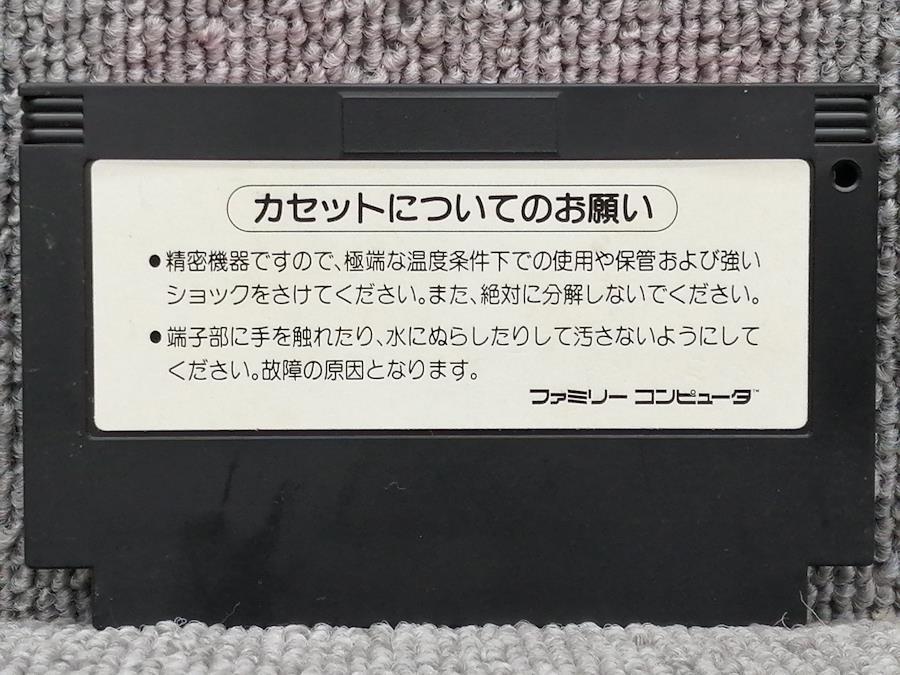 カセットについてのお願い
●精密機器ですので、極端な温度条件下での使用や保管および強い
ショックをさけてください。また、絶対に分解しないでください。
●端子部に手を触れたり、水にぬらしたりして汚さないようにして
ください。故障の原因となります。
ファミリー コンピュータ™